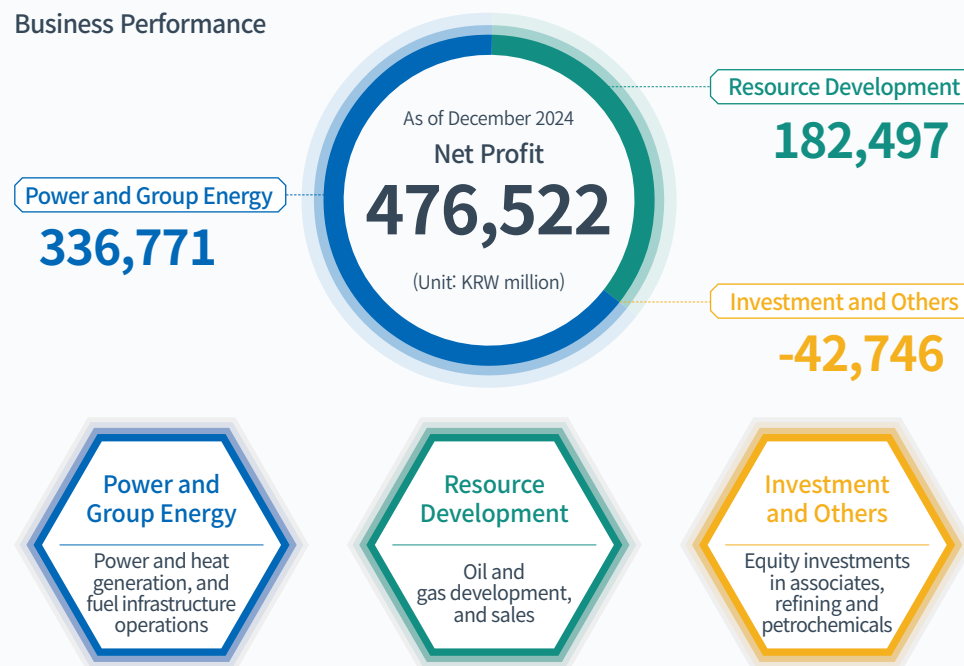 Business Performance
As of December 2024
Net Profit
476,522
(Unit: KRW million)
Power and Group Energy
336,771
Resource Development
182,497
Investment and Others
-42,746
Power and
Group Energy
Power and heat
generation, and
fuel infrastructure
operations
Resource
Development
Oil and
gas development,
and sales
Investment
and Others
Equity investments
in associates,
refining and
petrochemicals